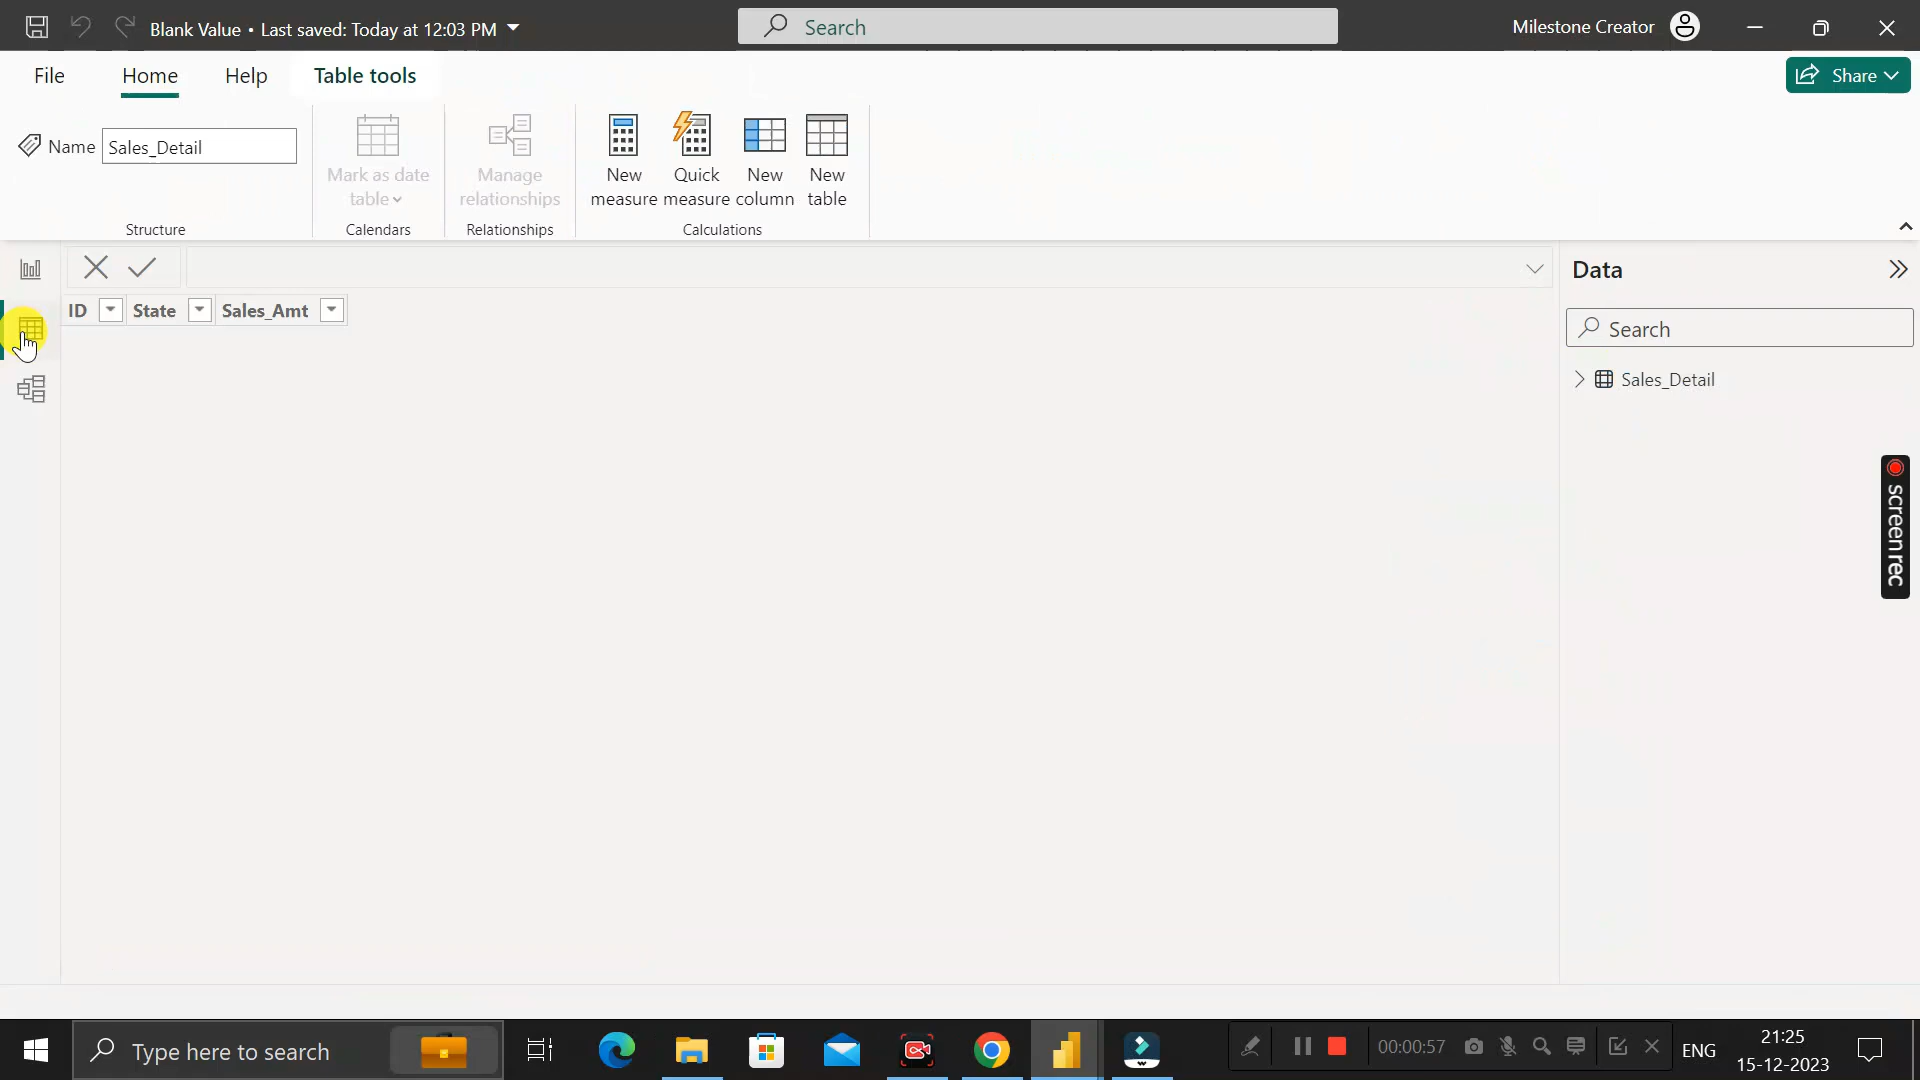 Blank Value • Last saved: Today at 12:03 PM
Search
Milestone Creator
File
Home
Help
Table tools
Share
Name
Sales_Detail
Mark as date
table
Manage
relationships
New
measure
Quick
measure
New
column
New
table
Structure
Calendars
Relationships
Calculations
ID
State
Sales_Amt
Data
Search
Sales_Detail
screenrec
Type here to search
00:00:57
ENG
21:25
15-12-2023